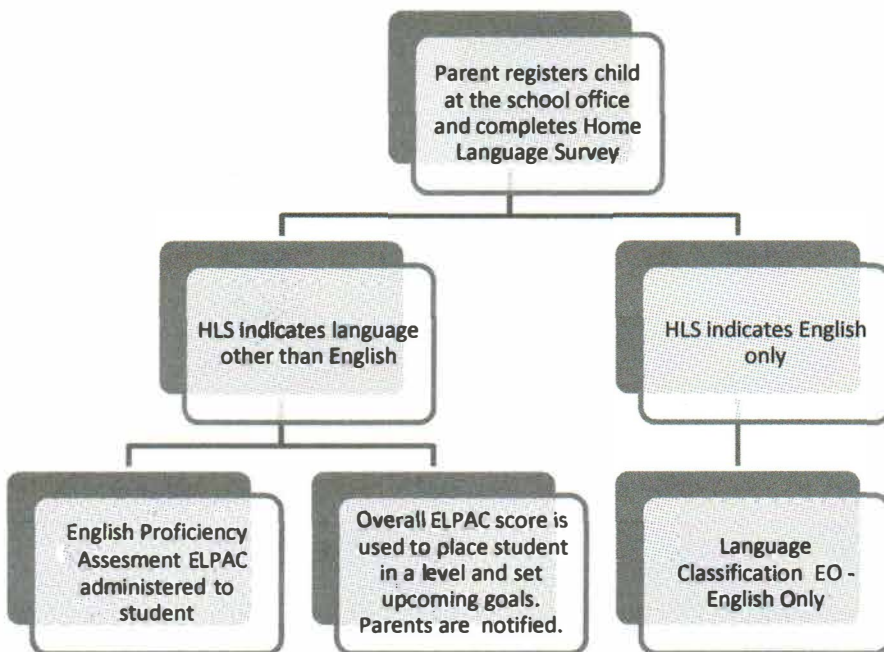 Parent registers child
at the school office
and completes Home
Language Survey
HLS indicates language
other than English
HLS indicates English
only
English Proficiency
Assesment ELPAC
administered to
student
Overall ELPAC score is
used to place student
in a level and set
upcoming goals.
Parents are notified.
Language
Classification EO -
English Only